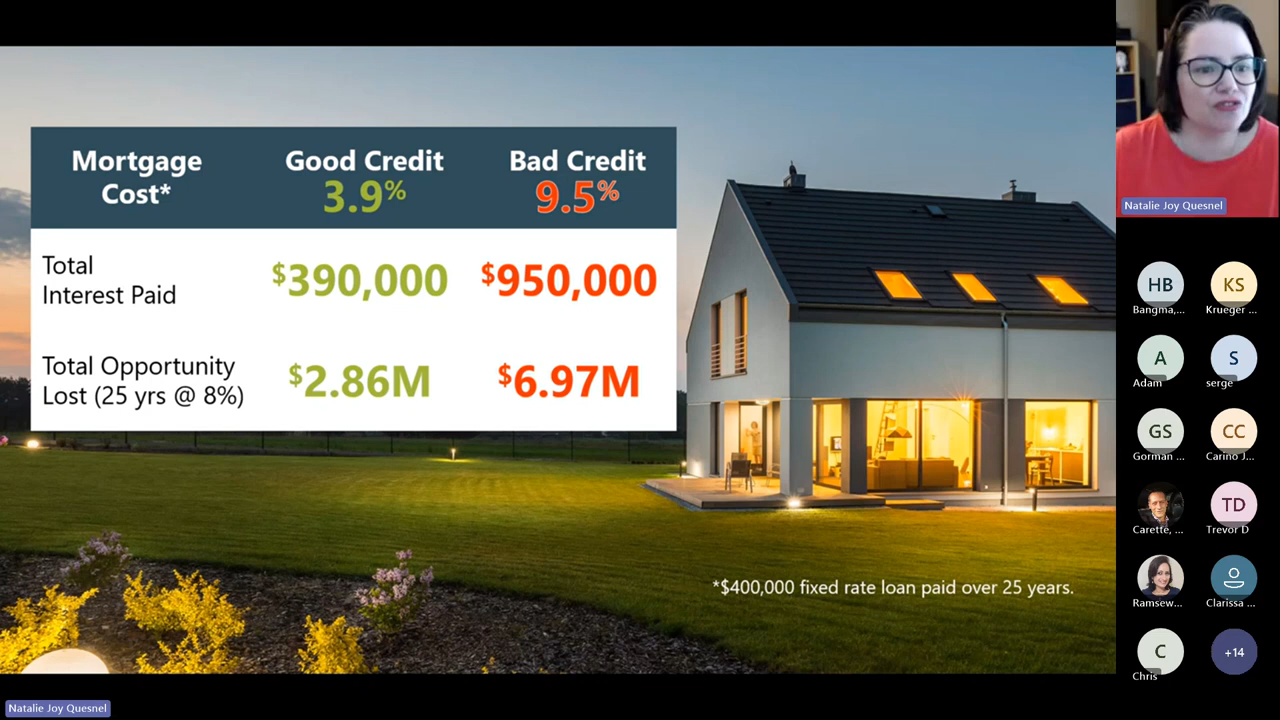 Mortgage Cost*
Good Credit
3.9%
Bad Credit
9.5%
Total
Interest Paid
$390,000
$950,000
Total Opportunity
Lost (25 yrs @ 8%)
$2.86M
$6.97M
*$400,000 fixed rate loan paid over 25 years.
Natalie Joy Quesnel
HB
KS
Bangma,...
Krueger ...
A
S
Adam
serge
GS
CC
Gorman ...
Carino J...
TD
Carette, ...
Trevor D
Ramsew...
Clarissa ...
C
+14
Chris
Natalie Joy Quesnel